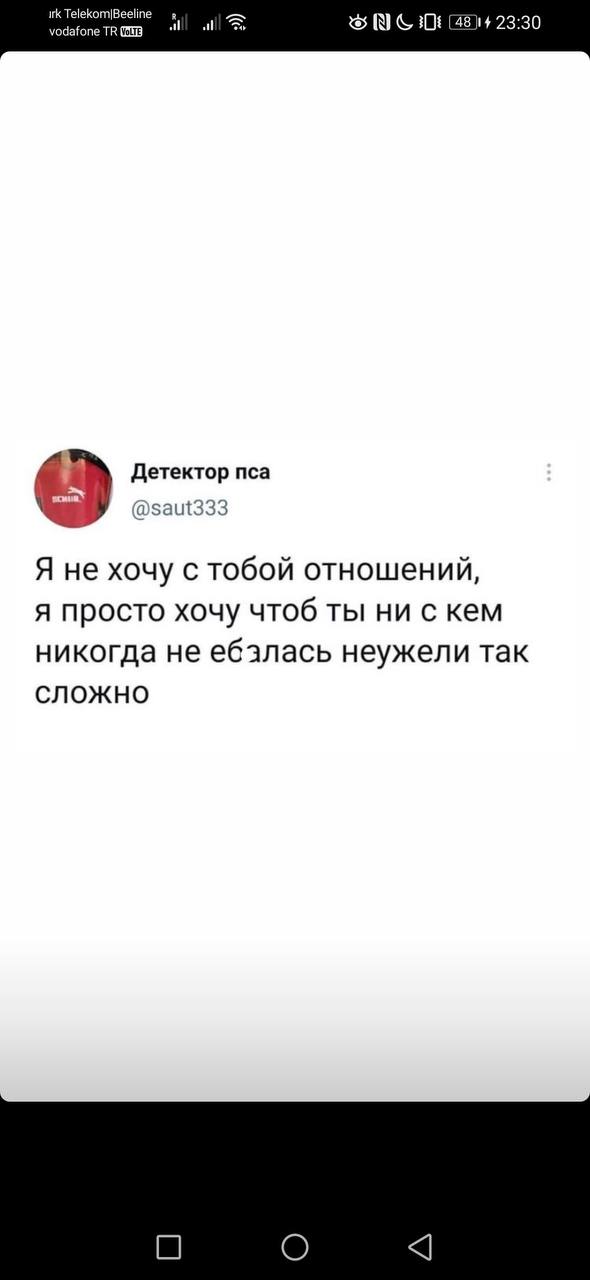 ırk Telekom|Beeline
vodafone TR VoLTE
R
48
23:30
Детектор пса
@saut333
Я не хочу с тобой отношений,
я просто хочу чтоб ты ни с кем
никогда не ебалась неужели так
сложно